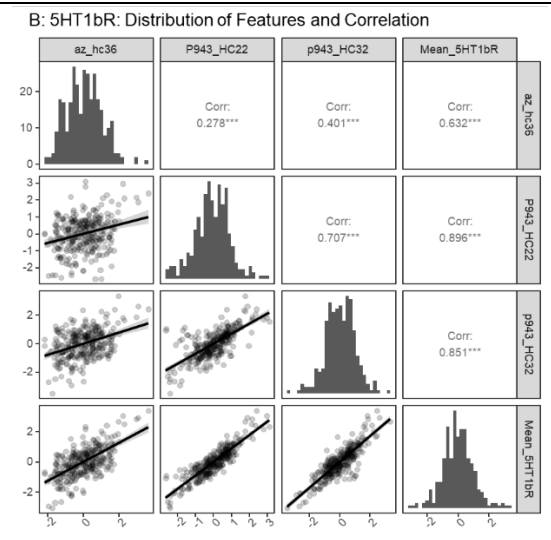 B: 5HT1bR: Distribution of Features and Correlation
az_hc36 P943_HC22 p943_HC32 Mean_5HT1bR
20
10
0
Corr:
0.278***
Corr:
0.401***
Corr:
0.632***
az_hc36
3
2
1
0
-1
-2
Corr:
0.707***
Corr:
0.896***
P943_HC22
2
0
-2
Corr:
0.851***
p943_HC32
2
0
-2
Mean_5HT1bR
-2 0 2 -2 -1 0 1 2 3 -2 0 2 -2 0 2